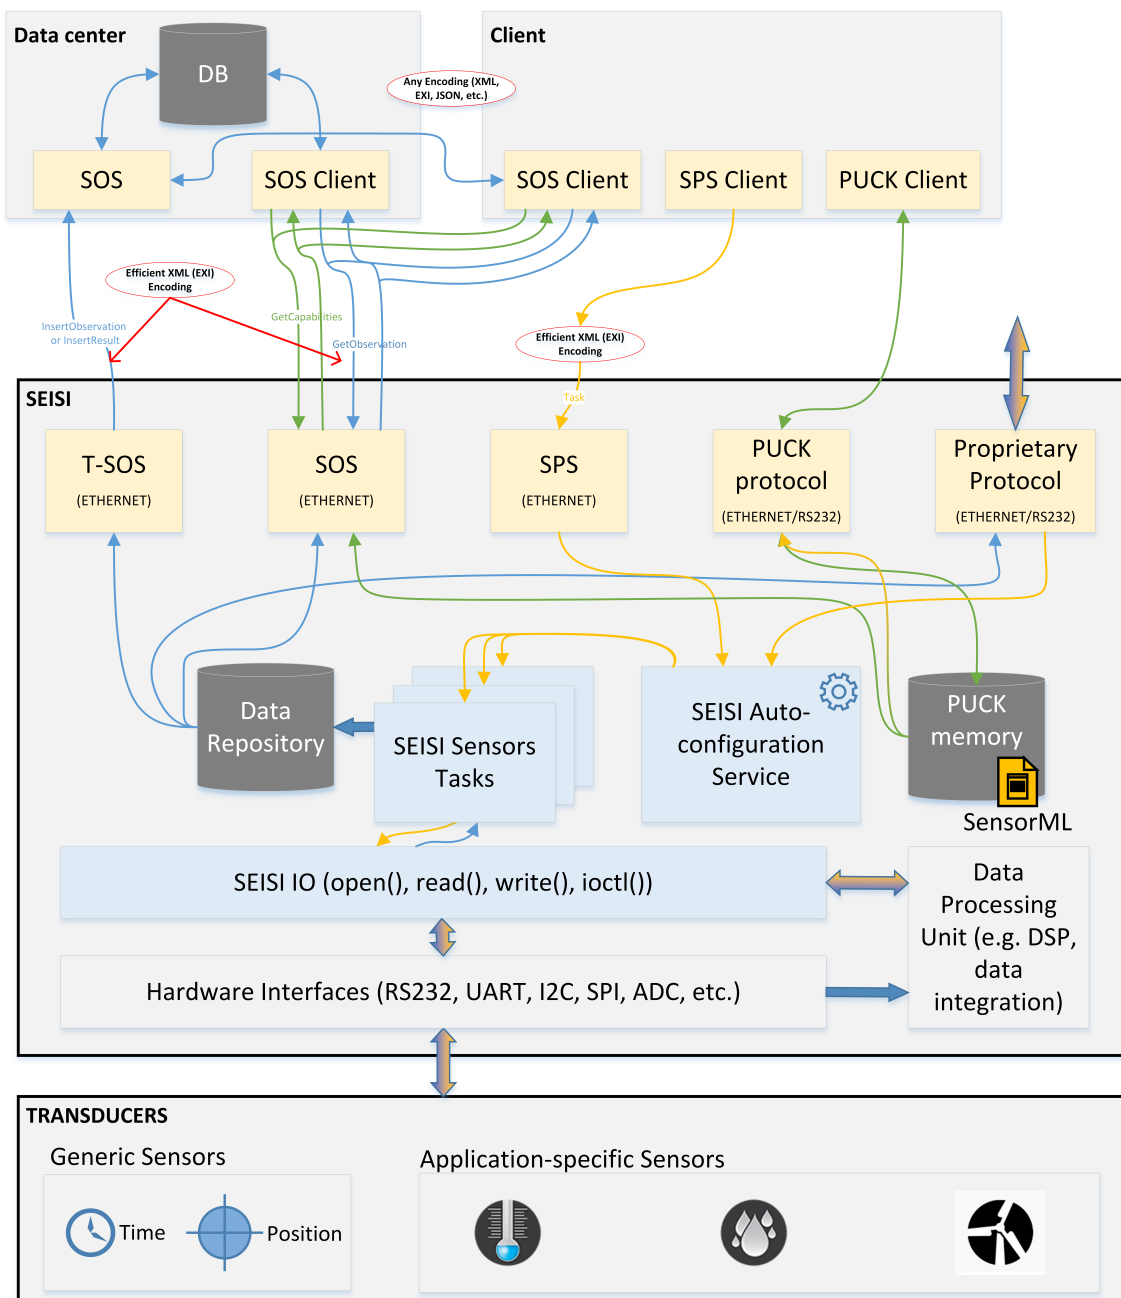 Data center
Client
DB
Any Encoding (XML,
EXI, JSON, etc.)
SOS
SOS Client
SOS Client
SPS Client
PUCK Client
Efficient XML (EXI)
Encoding
InsertObservation
or InsertResult
GetCapabilities
GetObservation
Efficient XML (EXI)
Encoding
Task
SEISI
T-SOS
(ETHERNET)
SOS
(ETHERNET)
SPS
(ETHERNET)
PUCK
protocol
(ETHERNET/RS232)
Proprietary
Protocol
(ETHERNET/RS232)
Data
Repository
SEISI Sensors
Tasks
SEISI Auto-
configuration
Service
PUCK
memory
SensorML
SEISI IO (open(), read(), write(), ioctl())
Data
Processing
Unit (e.g. DSP,
data
integration)
Hardware Interfaces (RS232, UART, I2C, SPI, ADC, etc.)
TRANSDUCERS
Generic Sensors
Application-specific Sensors
Time
Position